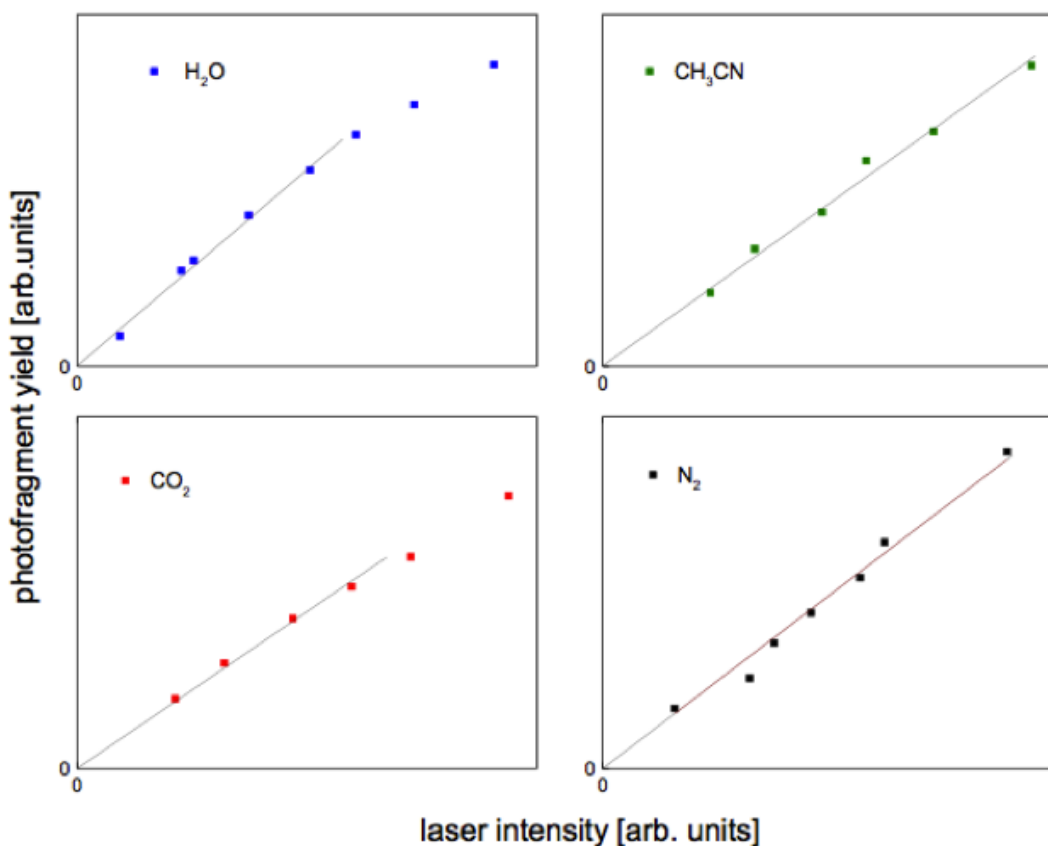 H₂O
CH₃CN
0
0
0
0
CO₂
N₂
0
0
0
0
photofragment yield [arb.units]
laser intensity [arb. units]